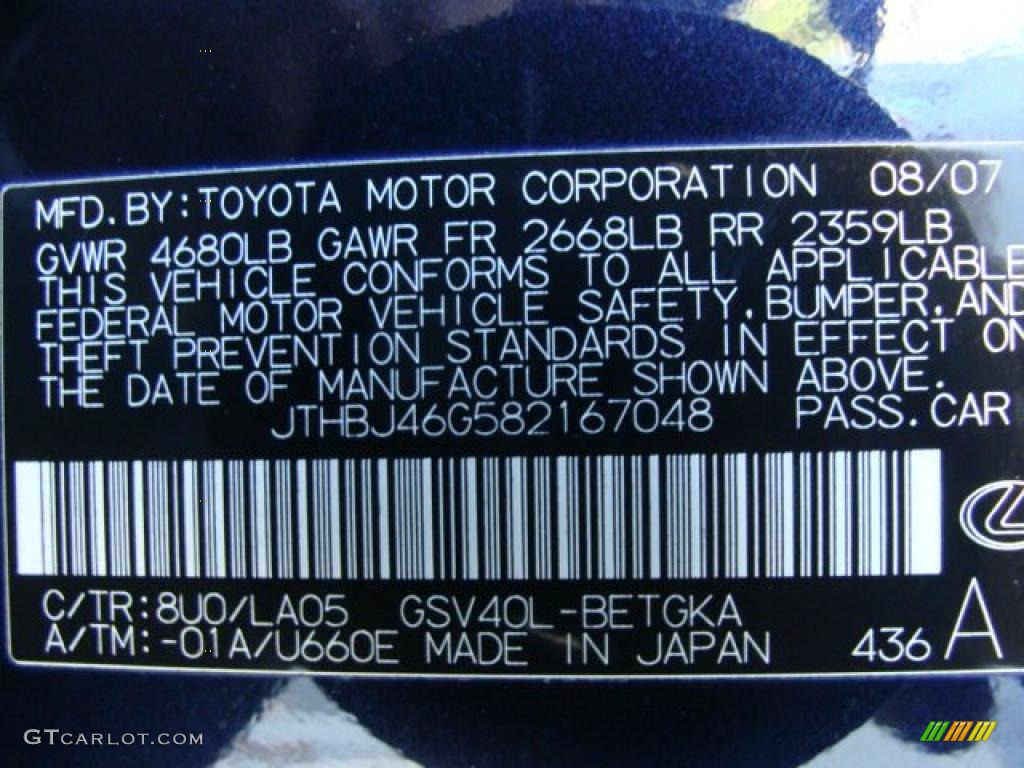 MFD.BY:TOYOTA MOTOR CORPORATION 08/07
GVWR 4680LB GAWR FR 2668LB RR 2359LB
THIS VEHICLE CONFORMS TO ALL APPLICABLE
FEDERAL MOTOR VEHICLE SAFETY,BUMPER,AND
THEFT PREVENTION STANDARDS IN EFFECT ON
THE DATE OF MANUFACTURE SHOWN ABOVE.
JTHBJ46G582167048 PASS.CAR
C/TR:8U0/LA05 GSV40L-BETGKA
A/TM:-01A/U660E MADE IN JAPAN 436 A
GTCARLOT.COM